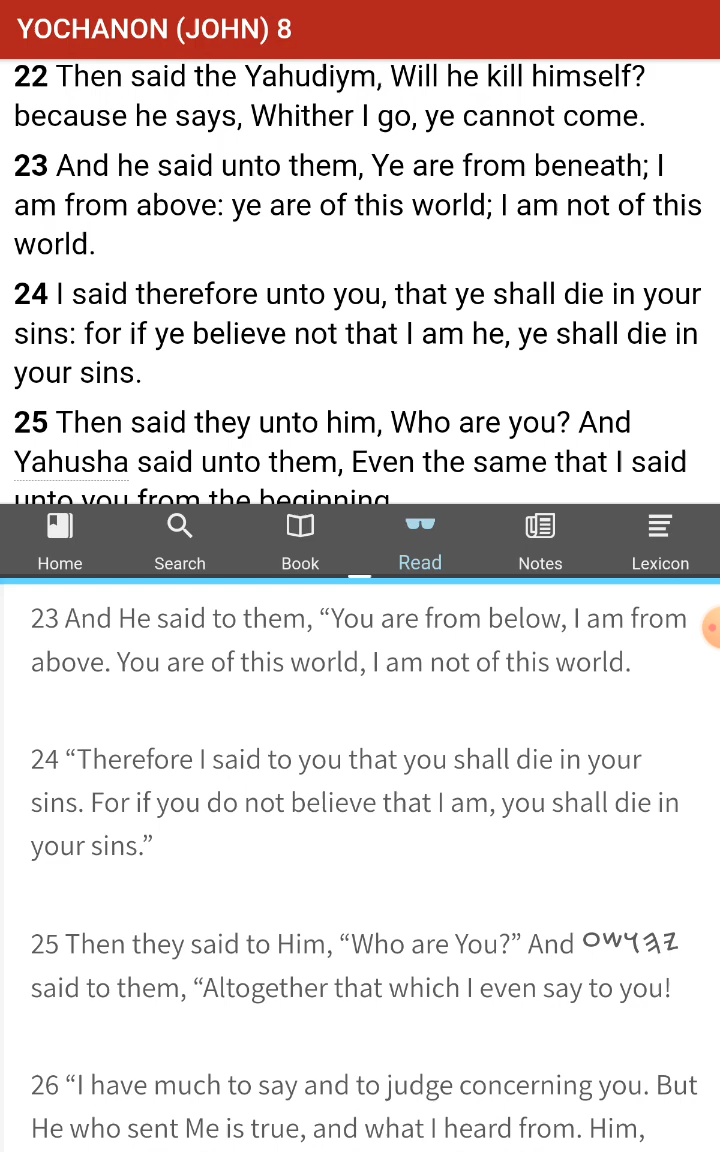 YOCHANON (JOHN) 8
22 Then said the Yahudiym, Will he kill himself?
because he says, Whither I go, ye cannot come.
23 And he said unto them, Ye are from beneath; I
am from above: ye are of this world; I am not of this
world.
24 I said therefore unto you, that ye shall die in your
sins: for if ye believe not that I am he, ye shall die in
your sins.
25 Then said they unto him, Who are you? And
Yahusha said unto them, Even the same that I said
unto you from the beginning
Home Search Book Read Notes Lexicon
23 And He said to them, “You are from below, I am from
above. You are of this world, I am not of this world.
24 “Therefore I said to you that you shall die in your
sins. For if you do not believe that I am, you shall die in
your sins.”
25 Then they said to Him, “Who are You?” And 𐤉𐤄𐤅𐤔𐤏
said to them, “Altogether that which I even say to you!
26 “I have much to say and to judge concerning you. But
He who sent Me is true, and what I heard from. Him,